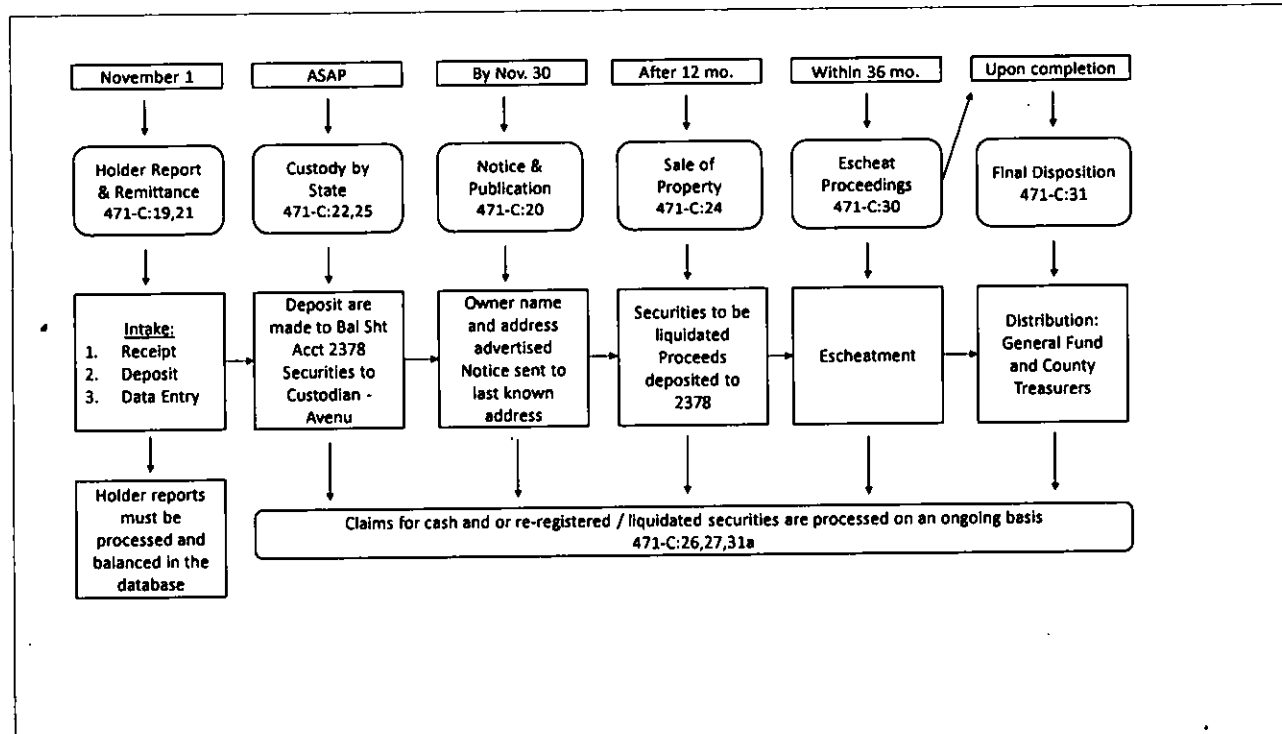 November 1
ASAP
By Nov. 30
After 12 mo.
Within 36 mo.
Upon completion
Holder Report
& Remittance
471-C:19,21
Custody by
State
471-C:22,25
Notice &
Publication
471-C:20
Sale of
Property
471-C:24
Escheat
Proceedings
471-C:30
Final Disposition
471-C:31
Intake:
1. Receipt
2. Deposit
3. Data Entry
Deposit are
made to Bal Sht
Acct 2378
Securities to
Custodian -
Avenu
Owner name
and address
advertised
Notice sent to
last known
address
Securities to be
liquidated
Proceeds
deposited to
2378
Escheatment
Distribution:
General Fund
and County
Treasurers
Holder reports
must be
processed and
balanced in the
database
Claims for cash and or re-registered / liquidated securities are processed on an ongoing basis
471-C:26,27,31a